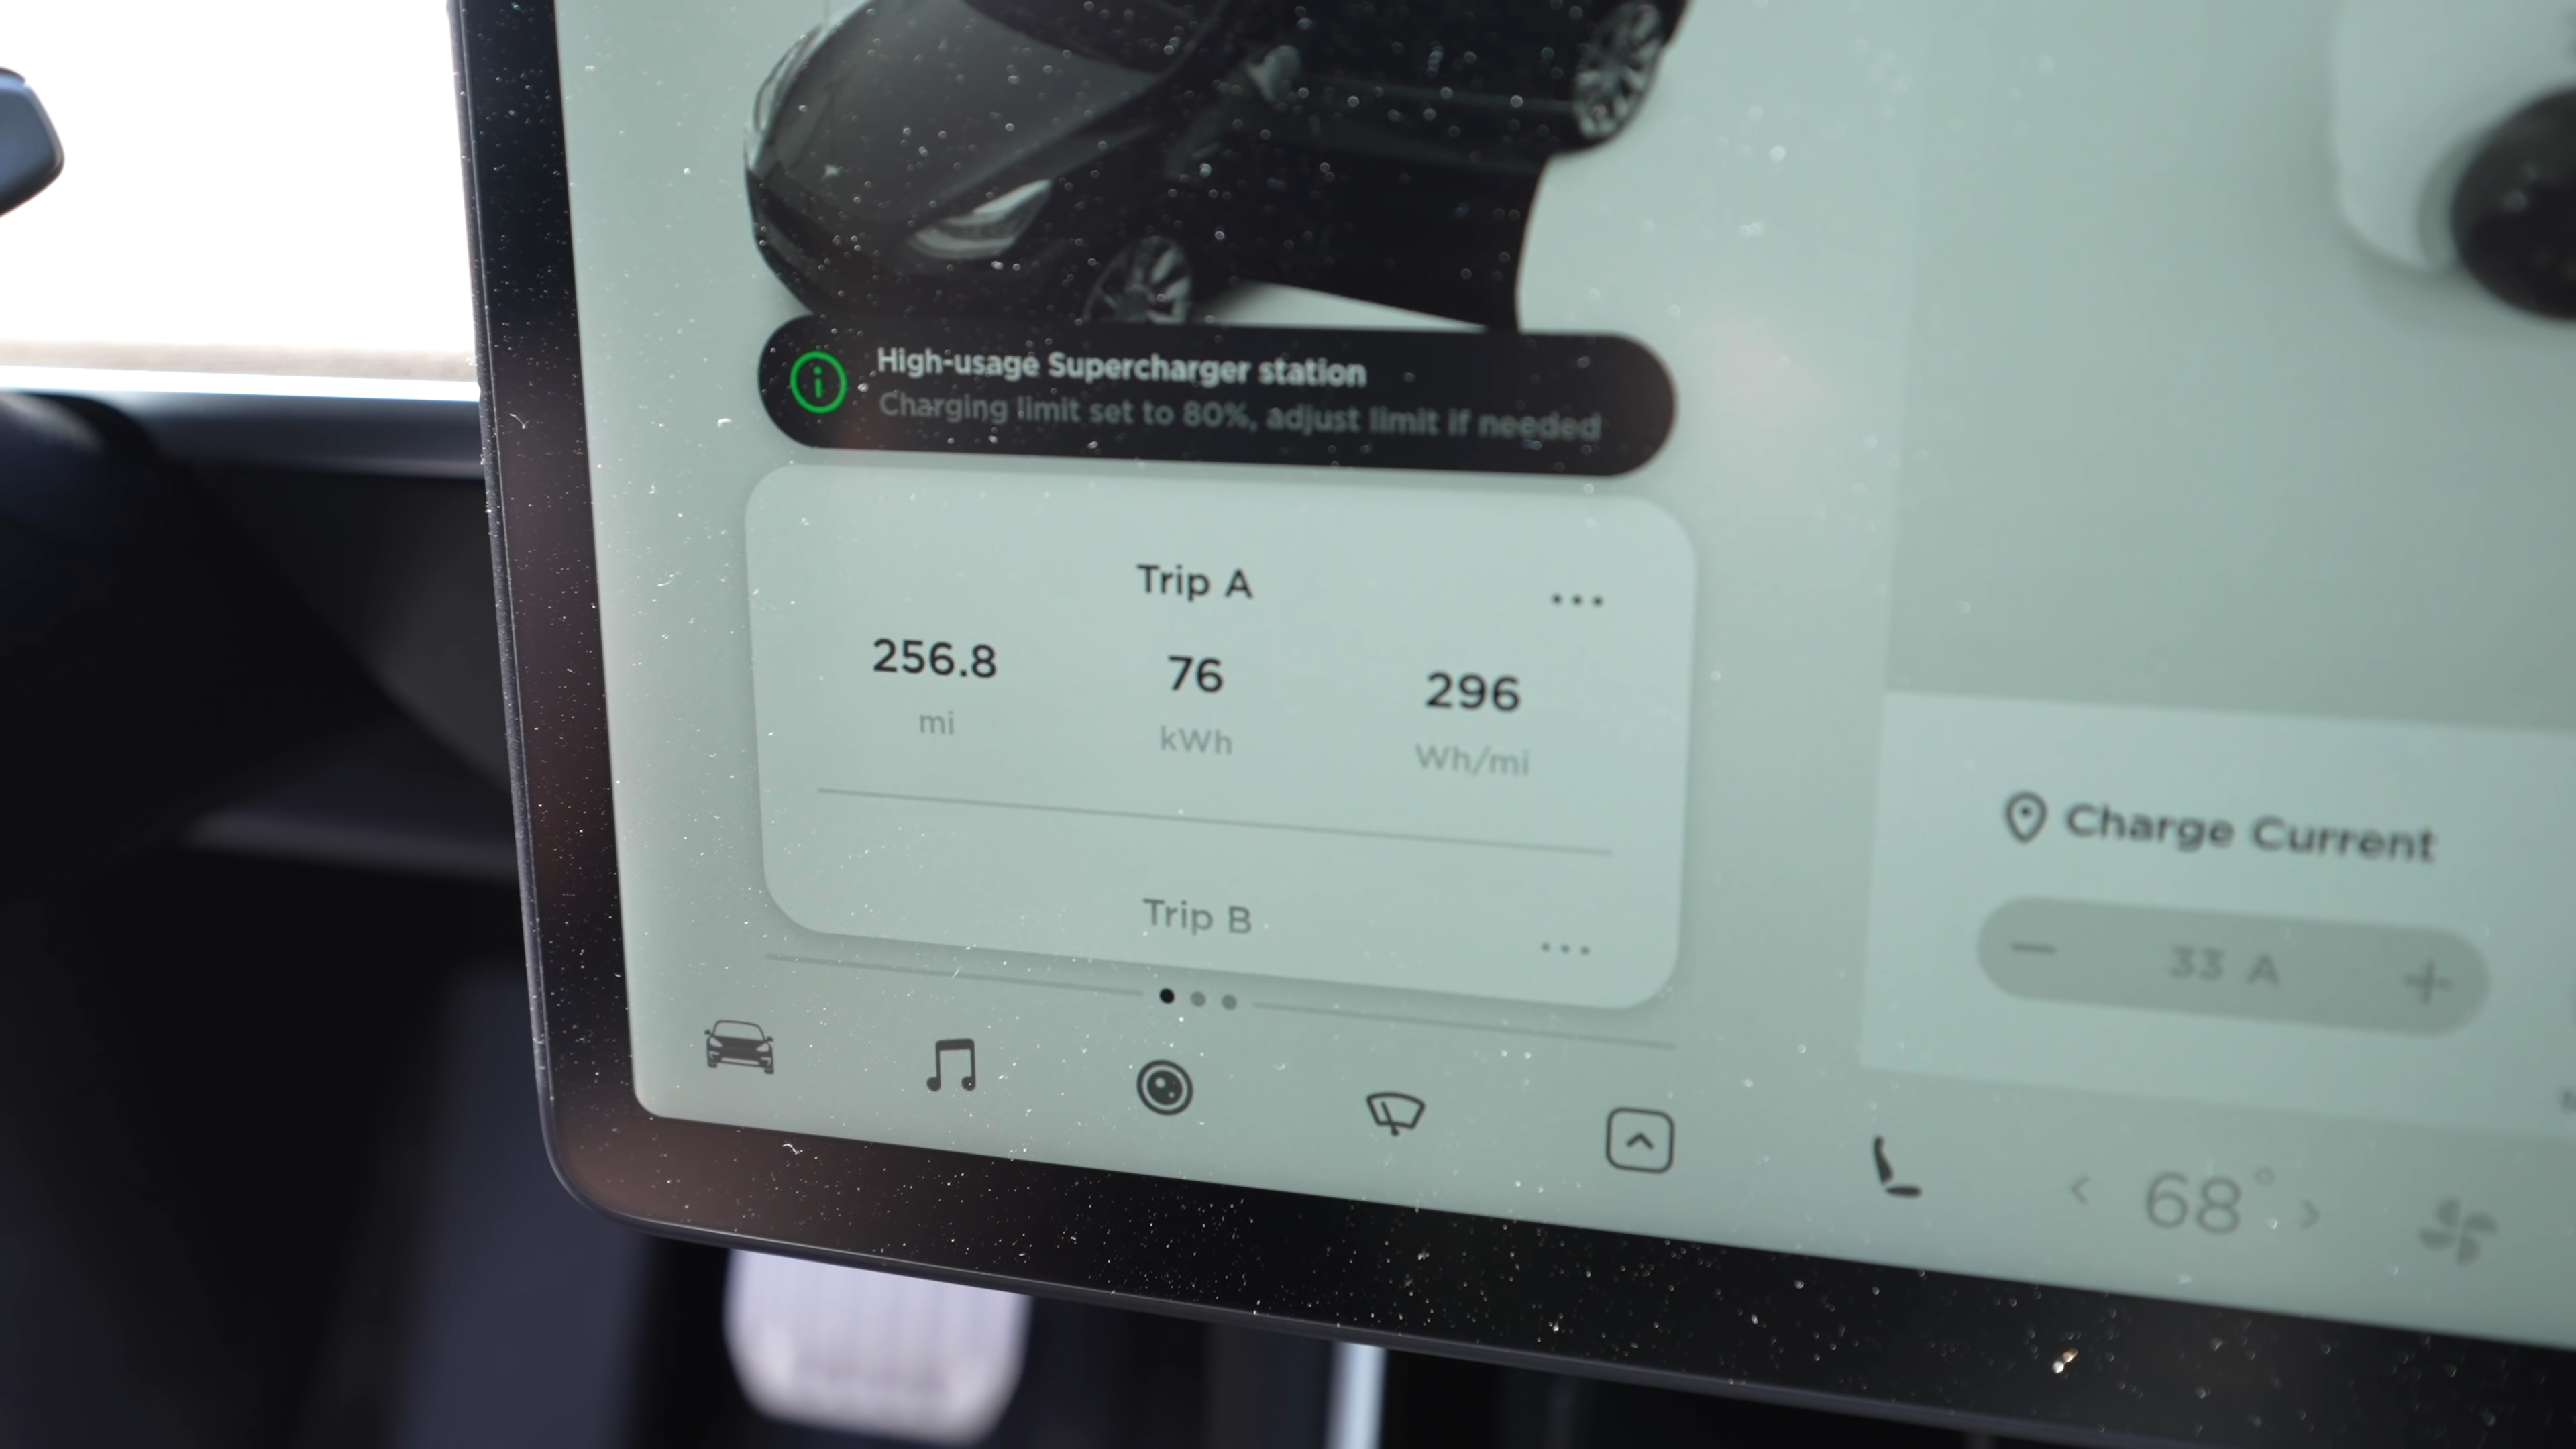 High-usage Supercharger station
Charging limit set to 80%, adjust limit if needed
Trip A
256.8
76
296
mi
kWh
Wh/mi
Trip B
Charge Current
33 A
68°